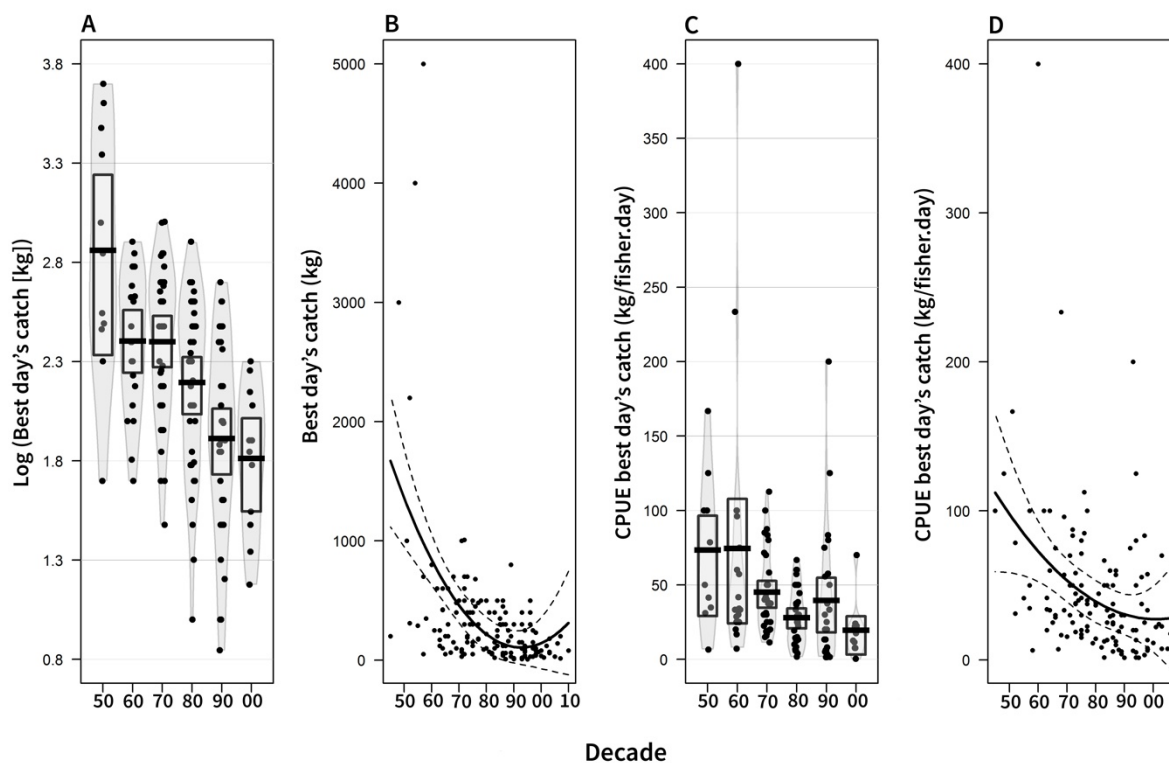 A
B
C
D
Log (Best day's catch [kg])
3.8
3.3
2.8
2.3
1.8
1.3
0.8
50 60 70 80 90 00
Best day's catch (kg)
5000
4000
3000
2000
1000
0
50 60 70 80 90 00 10
CPUE best day's catch (kg/fisher.day)
400
350
300
250
200
150
100
50
0
50 60 70 80 90 00
CPUE best day's catch (kg/fisher.day)
400
300
200
100
0
50 60 70 80 90 00
Decade